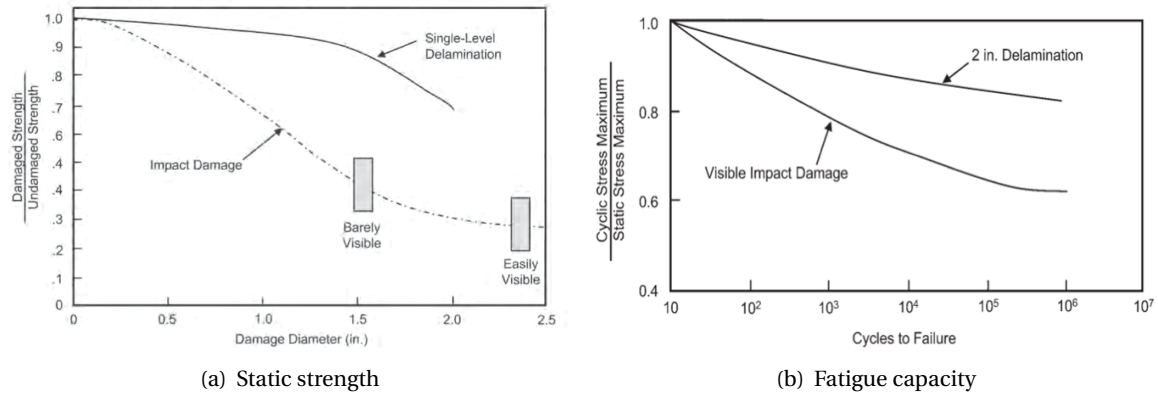 1.0
.9
.8
.7
.6
.5
.4
.3
.2
.1
0
Damaged Strength
Undamaged Strength
Single-Level
Delamination
Impact Damage
Barely
Visible
Easily
Visible
0 0.5 1.0 1.5 2.0 2.5
Damage Diameter (in.)
(a) Static strength
1.0
0.8
0.6
0.4
Cyclic Stress Maximum
Static Stress Maximum
2 in. Delamination
Visible Impact Damage
10 10² 10³ 10⁴ 10⁵ 10⁶ 10⁷
Cycles to Failure
(b) Fatigue capacity